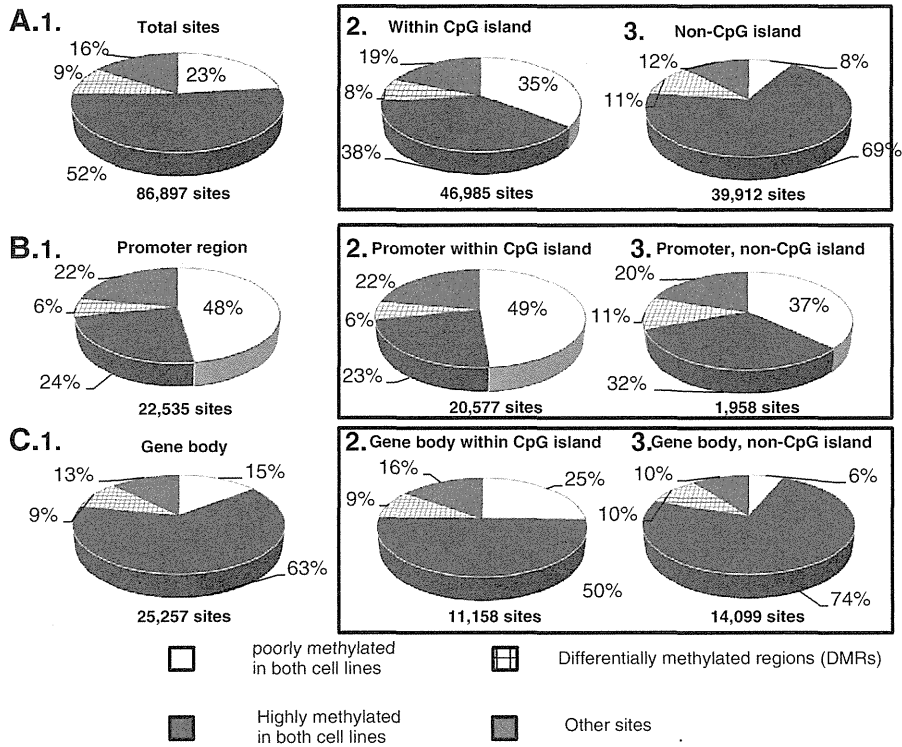 A.1. Total sites
16%
9%
23%
52%
86,897 sites
2. Within CpG island
19%
8%
35%
38%
46,985 sites
3. Non-CpG island
12%
8%
11%
69%
39,912 sites
B.1. Promoter region
22%
6%
48%
24%
22,535 sites
2. Promoter within CpG island
22%
6%
49%
23%
20,577 sites
3. Promoter, non-CpG island
20%
11%
37%
32%
1,958 sites
C.1. Gene body
13%
15%
9%
63%
25,257 sites
2. Gene body within CpG island
16%
25%
9%
50%
11,158 sites
3. Gene body, non-CpG island
10%
6%
10%
74%
14,099 sites
poorly methylated
in both cell lines
Differentially methylated regions (DMRs)
Highly methylated
in both cell lines
Other sites